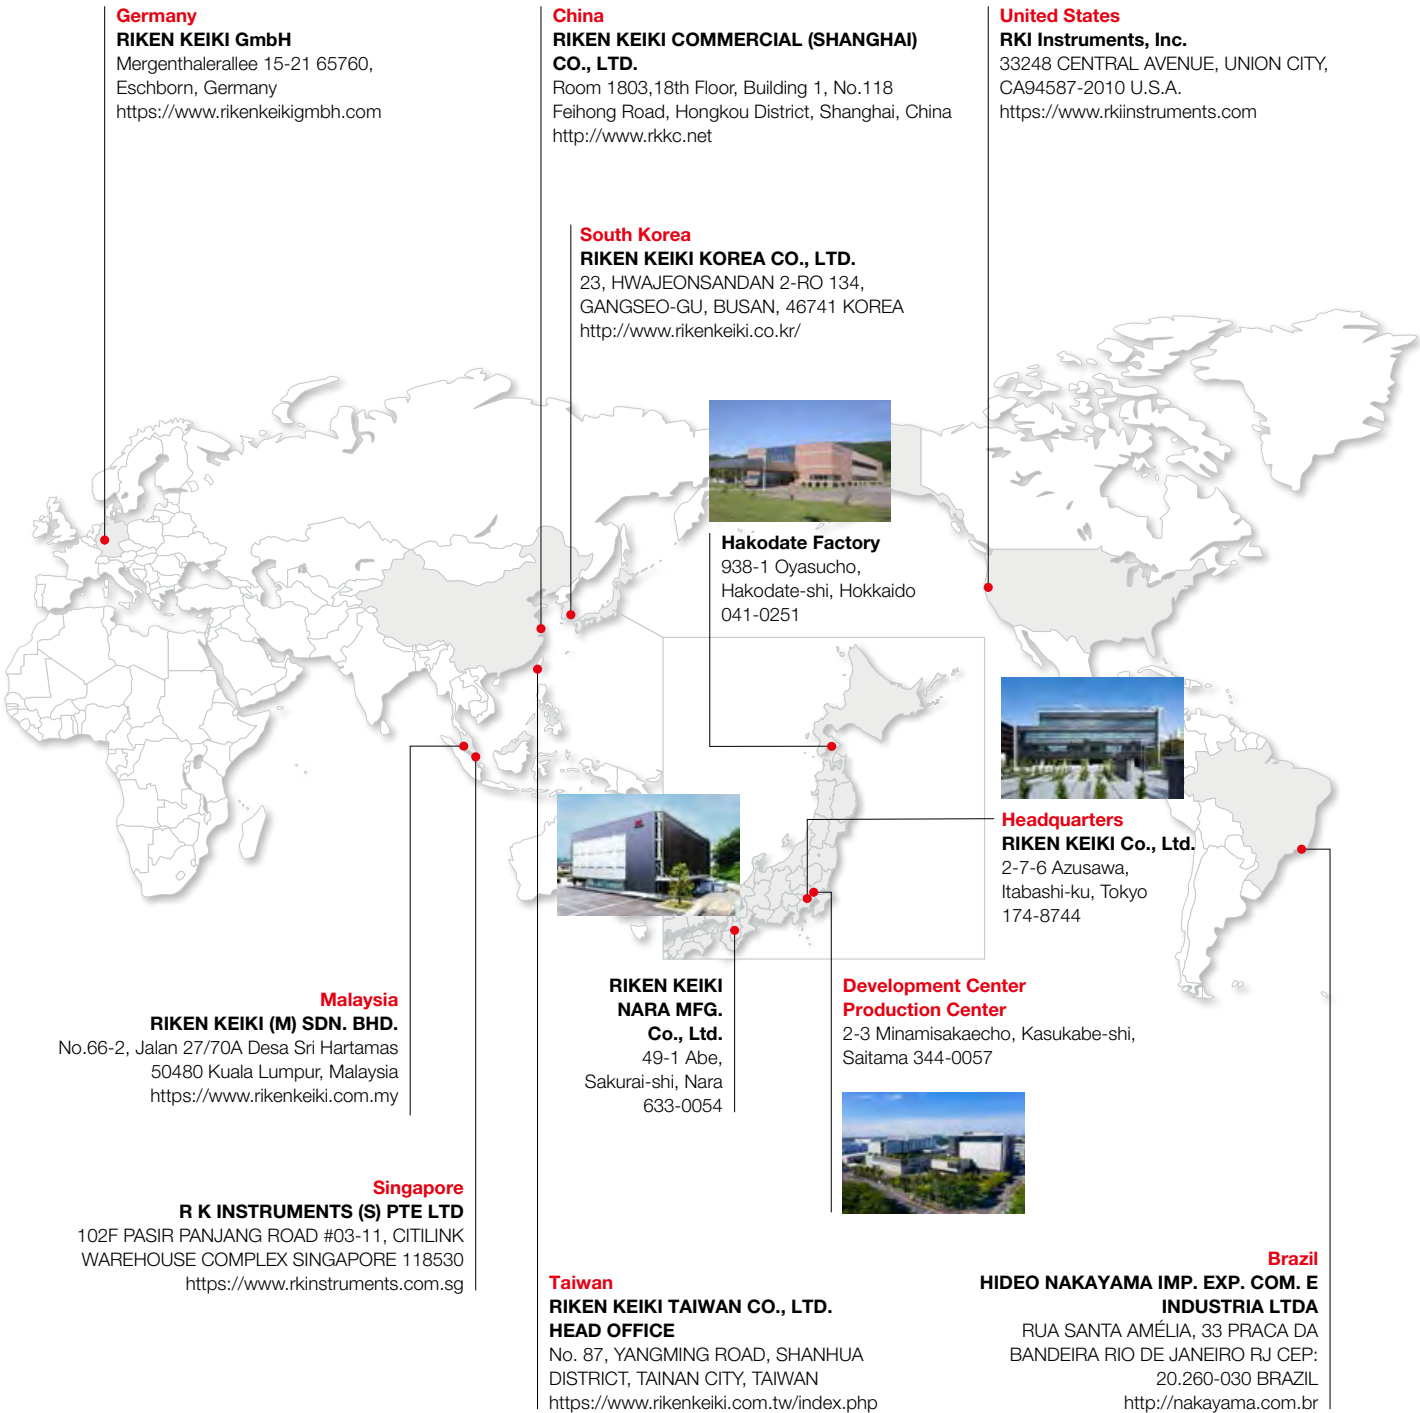 Germany
RIKEN KEIKI GmbH
Mergenthalerallee 15-21 65760,
Eschborn, Germany
https://www.rikenkeikigmbh.com
China
RIKEN KEIKI COMMERCIAL (SHANGHAI)
CO., LTD.
Room 1803,18th Floor, Building 1, No.118
Feihong Road, Hongkou District, Shanghai, China
http://www.rkkc.net
United States
RKI Instruments, Inc.
33248 CENTRAL AVENUE, UNION CITY,
CA94587-2010 U.S.A.
https://www.rkiinstruments.com
South Korea
RIKEN KEIKI KOREA CO., LTD.
23, HWAJEONSANDAN 2-RO 134,
GANGSEO-GU, BUSAN, 46741 KOREA
http://www.rikenkeiki.co.kr/
Hakodate Factory
938-1 Oyasucho,
Hakodate-shi, Hokkaido
041-0251
Headquarters
RIKEN KEIKI Co., Ltd.
2-7-6 Azusawa,
Itabashi-ku, Tokyo
174-8744
RIKEN KEIKI
NARA MFG.
Co., Ltd.
49-1 Abe,
Sakurai-shi, Nara
633-0054
Development Center
Production Center
2-3 Minamisakaecho, Kasukabe-shi,
Saitama 344-0057
Malaysia
RIKEN KEIKI (M) SDN. BHD.
No.66-2, Jalan 27/70A Desa Sri Hartamas
50480 Kuala Lumpur, Malaysia
https://www.rikenkeiki.com.my
Singapore
R K INSTRUMENTS (S) PTE LTD
102F PASIR PANJANG ROAD #03-11, CITILINK
WAREHOUSE COMPLEX SINGAPORE 118530
https://www.rkinstruments.com.sg
Taiwan
RIKEN KEIKI TAIWAN CO., LTD.
HEAD OFFICE
No. 87, YANGMING ROAD, SHANHUA
DISTRICT, TAINAN CITY, TAIWAN
https://www.rikenkeiki.com.tw/index.php
Brazil
HIDEO NAKAYAMA IMP. EXP. COM. E
INDUSTRIA LTDA
RUA SANTA AMÉLIA, 33 PRACA DA
BANDEIRA RIO DE JANEIRO RJ CEP:
20.260-030 BRAZIL
http://nakayama.com.br